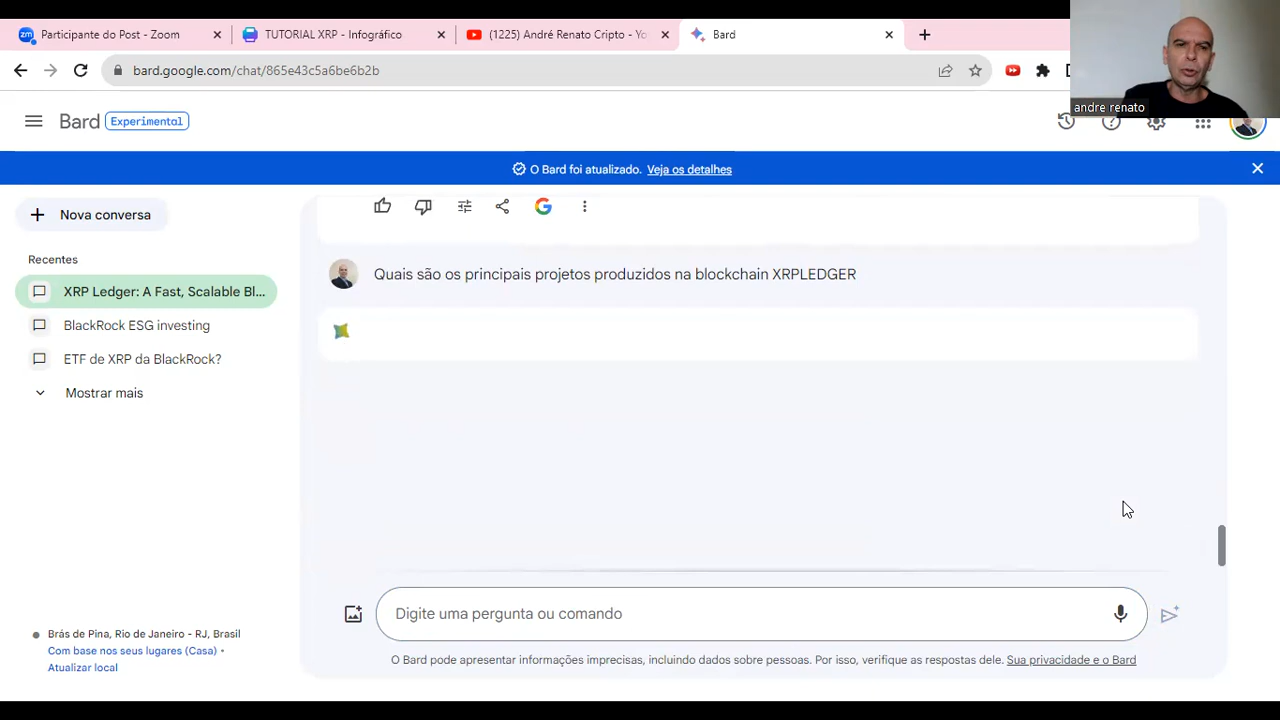 Participante do Post - Zoom
TUTORIAL XRP - Infográfico
(1225) André Renato Cripto - Yo
Bard
bard.google.com/chat/865e43c5a6be6b2b
andre renato
Bard
Experimental
O Bard foi atualizado. Veja os detalhes
Nova conversa
Recentes
XRP Ledger: A Fast, Scalable Bl...
BlackRock ESG investing
ETF de XRP da BlackRock?
Mostrar mais
Quais são os principais projetos produzidos na blockchain XRPLEDGER
Digite uma pergunta ou comando
O Bard pode apresentar informações imprecisas, incluindo dados sobre pessoas. Por isso, verifique as respostas dele. Sua privacidade e o Bard
Brás de Pina, Rio de Janeiro - RJ, Brasil
Com base nos seus lugares (Casa) •
Atualizar local